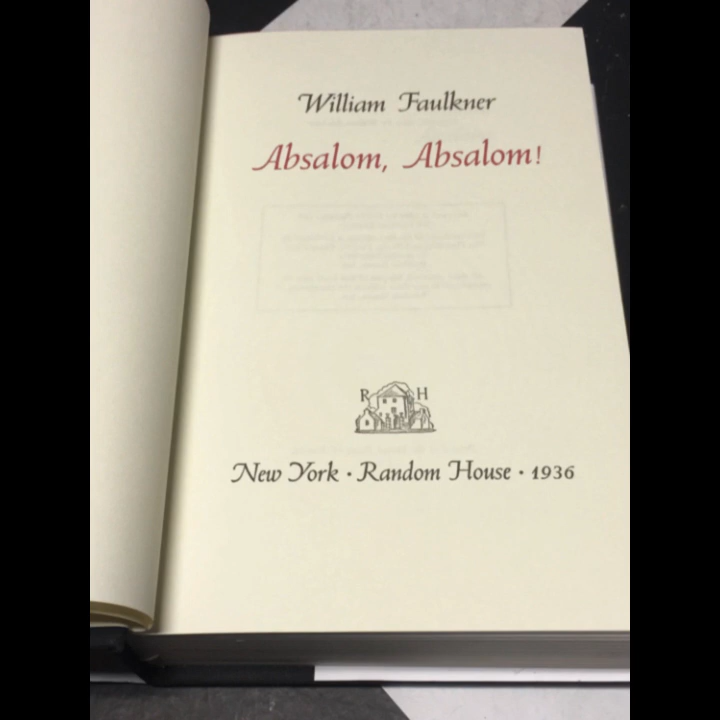 William Faulkner
Absalom, Absalom!
R H
New York · Random House · 1936